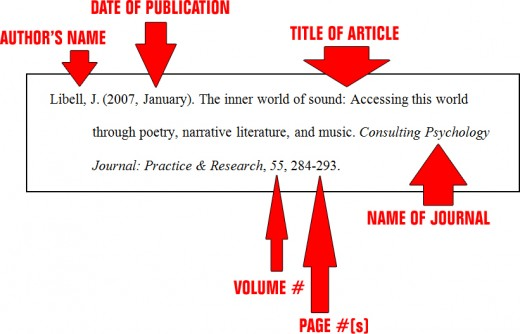 DATE OF PUBLICATION
AUTHOR'S NAME
TITLE OF ARTICLE
Libell, J. (2007, January). The inner world of sound: Accessing this world
through poetry, narrative literature, and music. Consulting Psychology
Journal: Practice & Research, 55, 284-293.
NAME OF JOURNAL
VOLUME #
PAGE #(s)